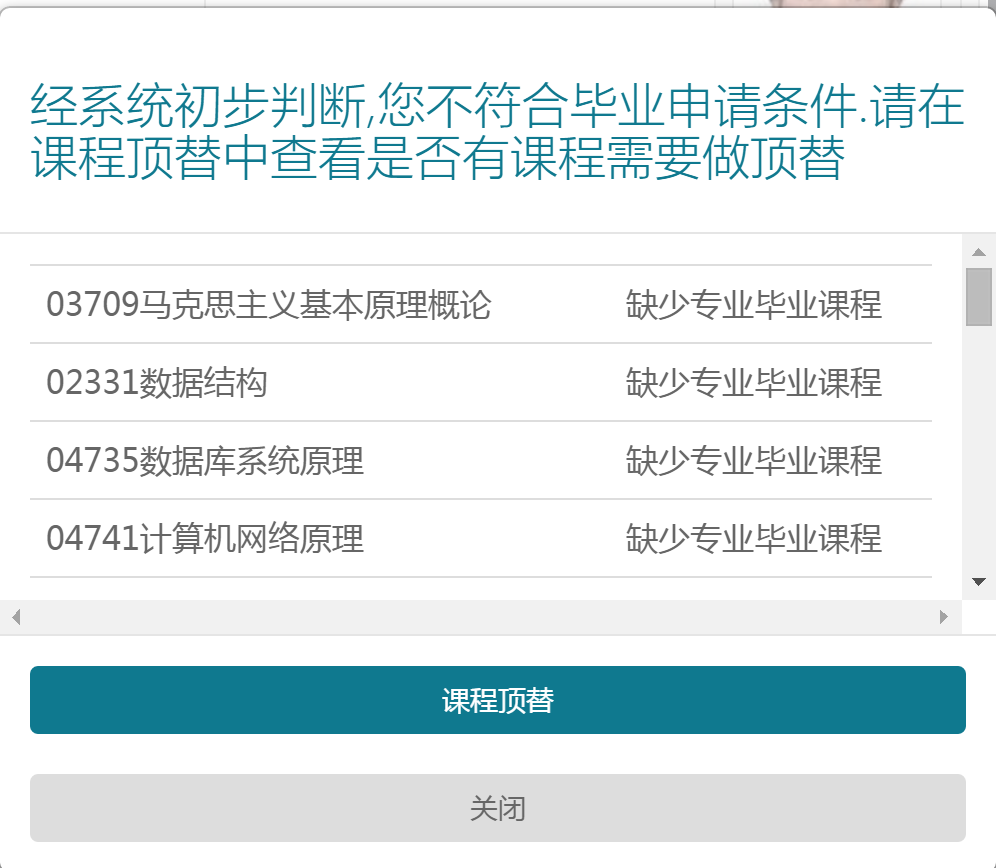 经系统初步判断,您不符合毕业申请条件.请在
课程顶替中查看是否有课程需要做顶替
03709马克思主义基本原理概论 缺少专业毕业课程
02331数据结构 缺少专业毕业课程
04735数据库系统原理 缺少专业毕业课程
04741计算机网络原理 缺少专业毕业课程
课程顶替
关闭